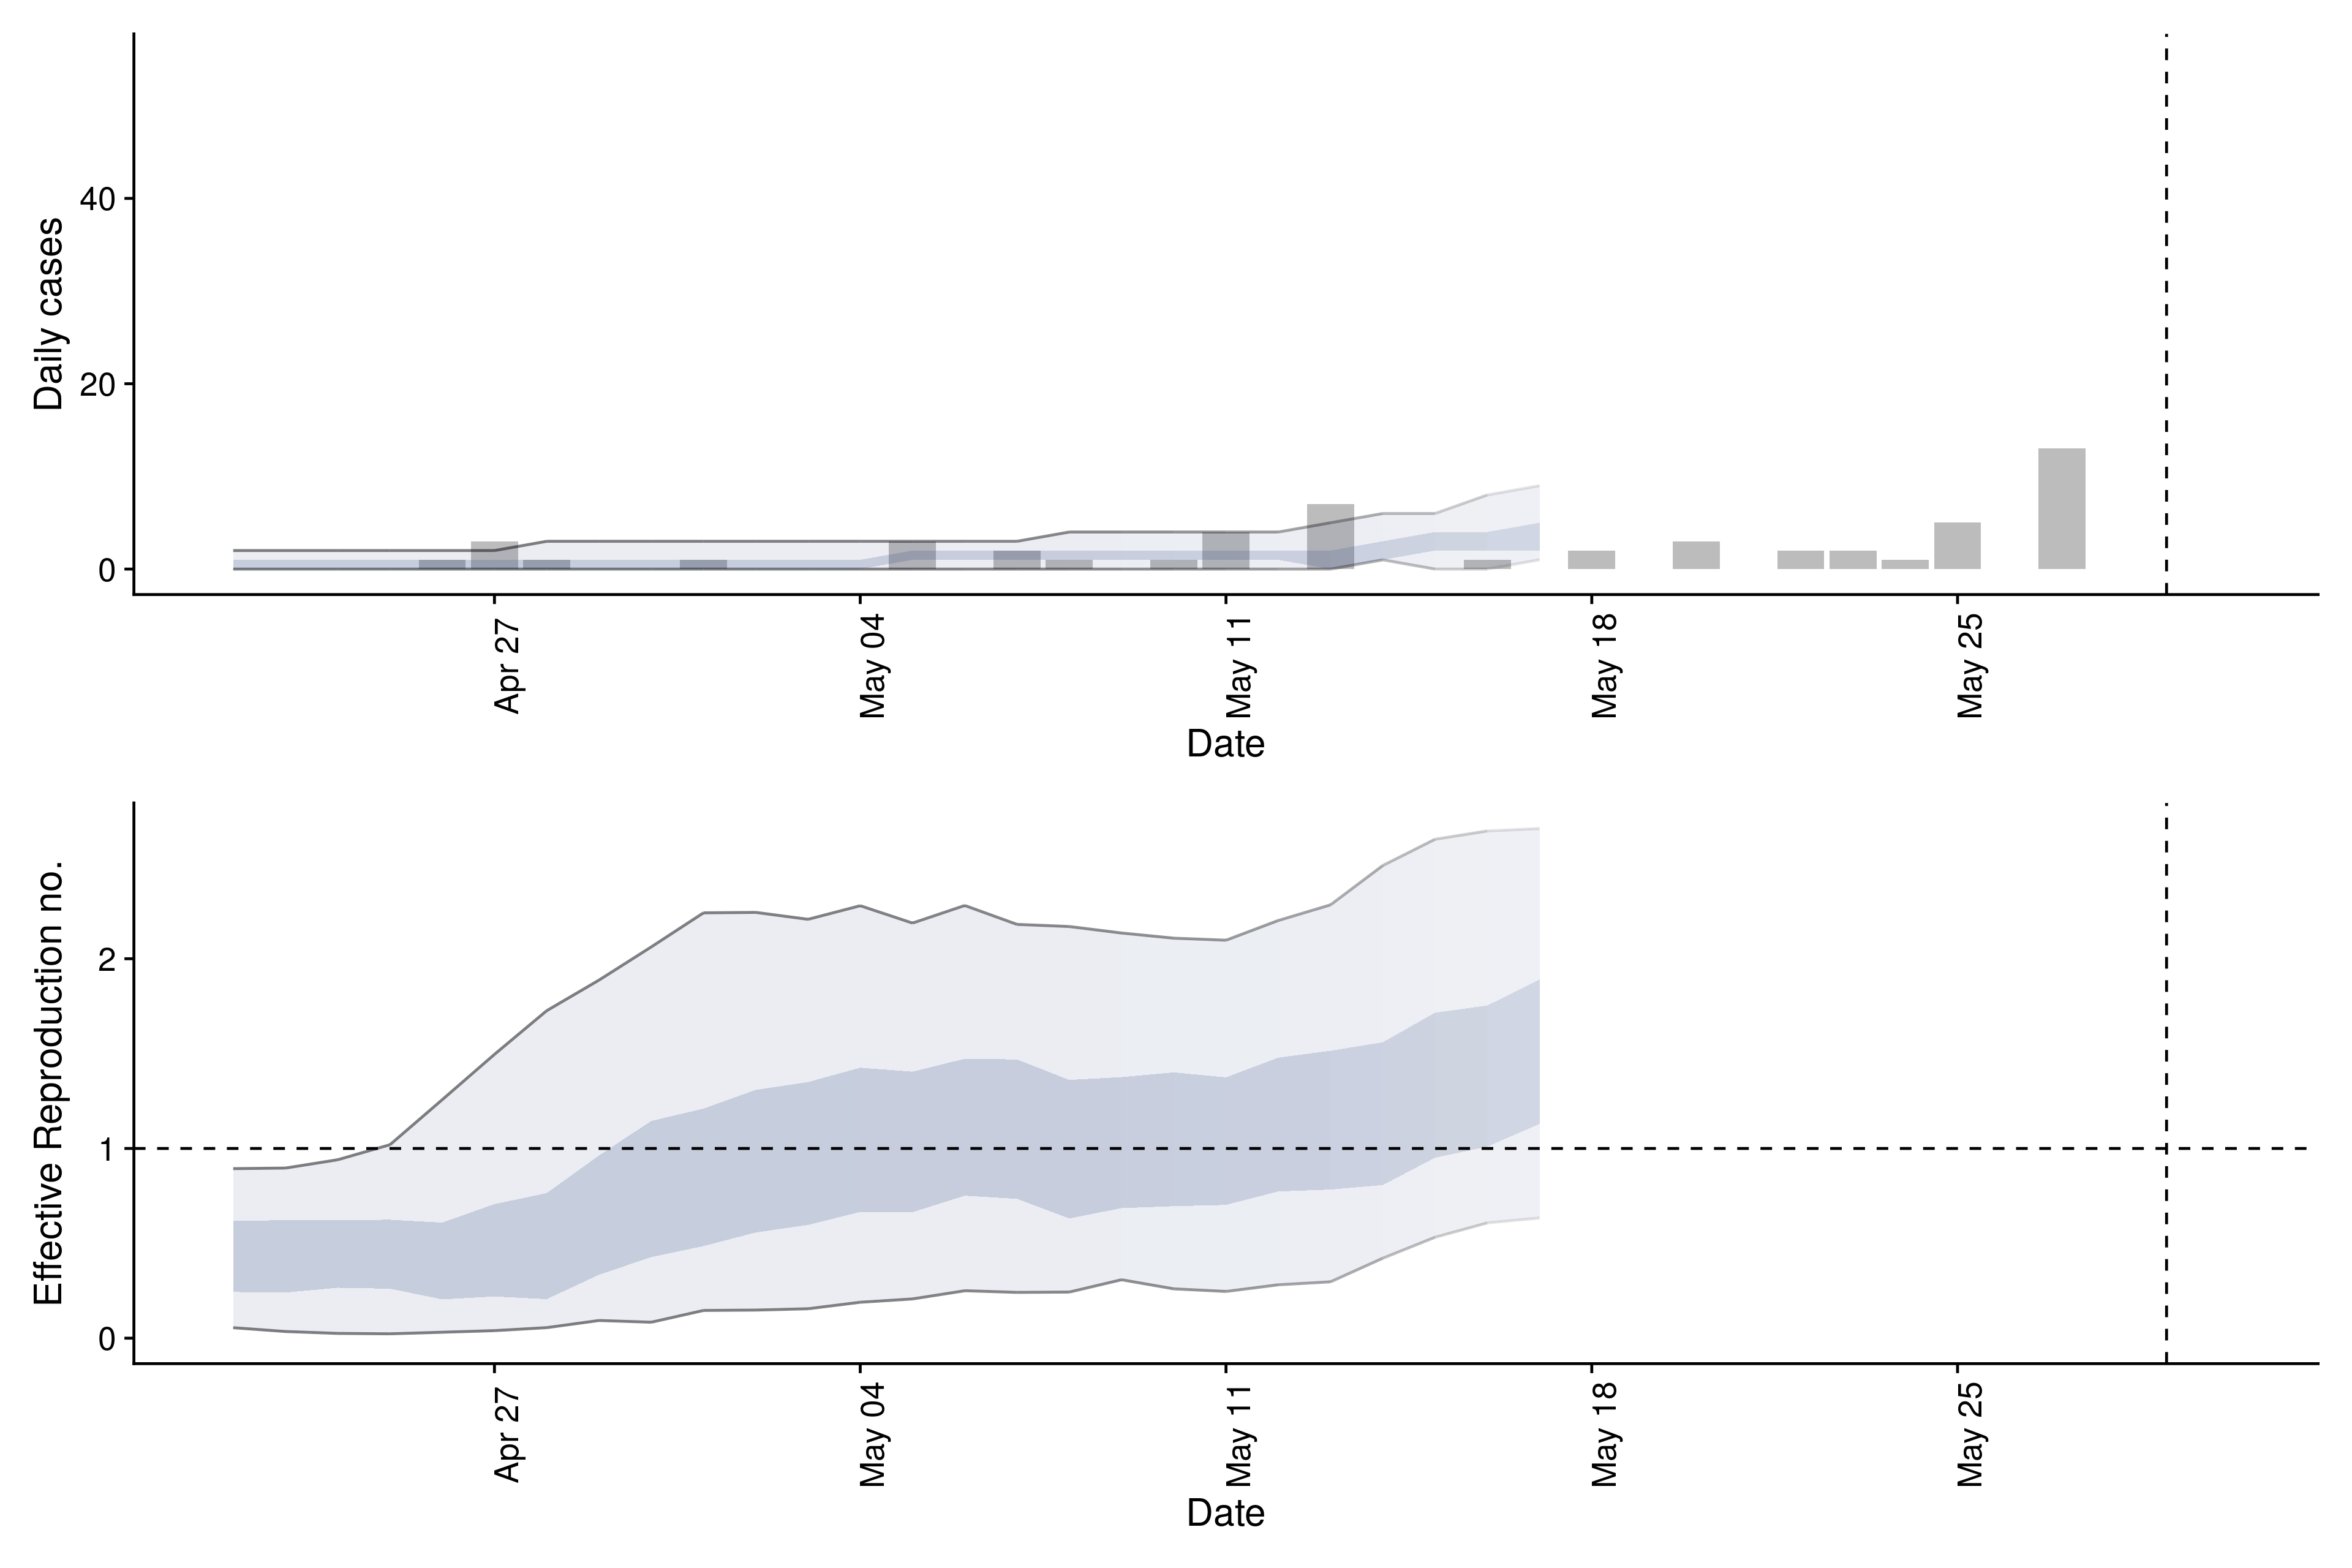 Daily cases
40
20
0
Apr 27
May 04
May 11
May 18
May 25
Date
Effective Reproduction no.
2
1
0
Apr 27
May 04
May 11
May 18
May 25
Date